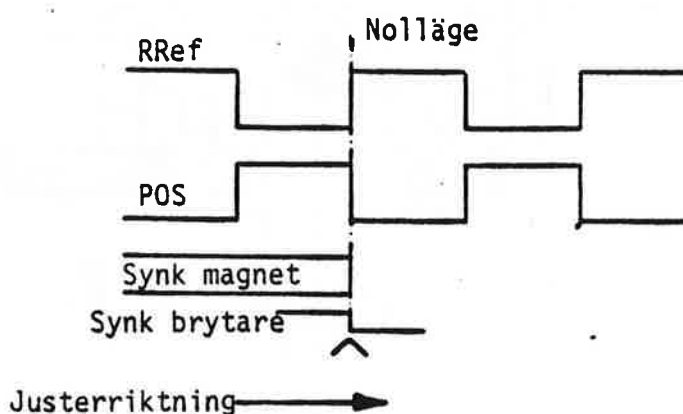 Nolläge
RRef
POS
Synk magnet
Synk brytare
Justerriktning